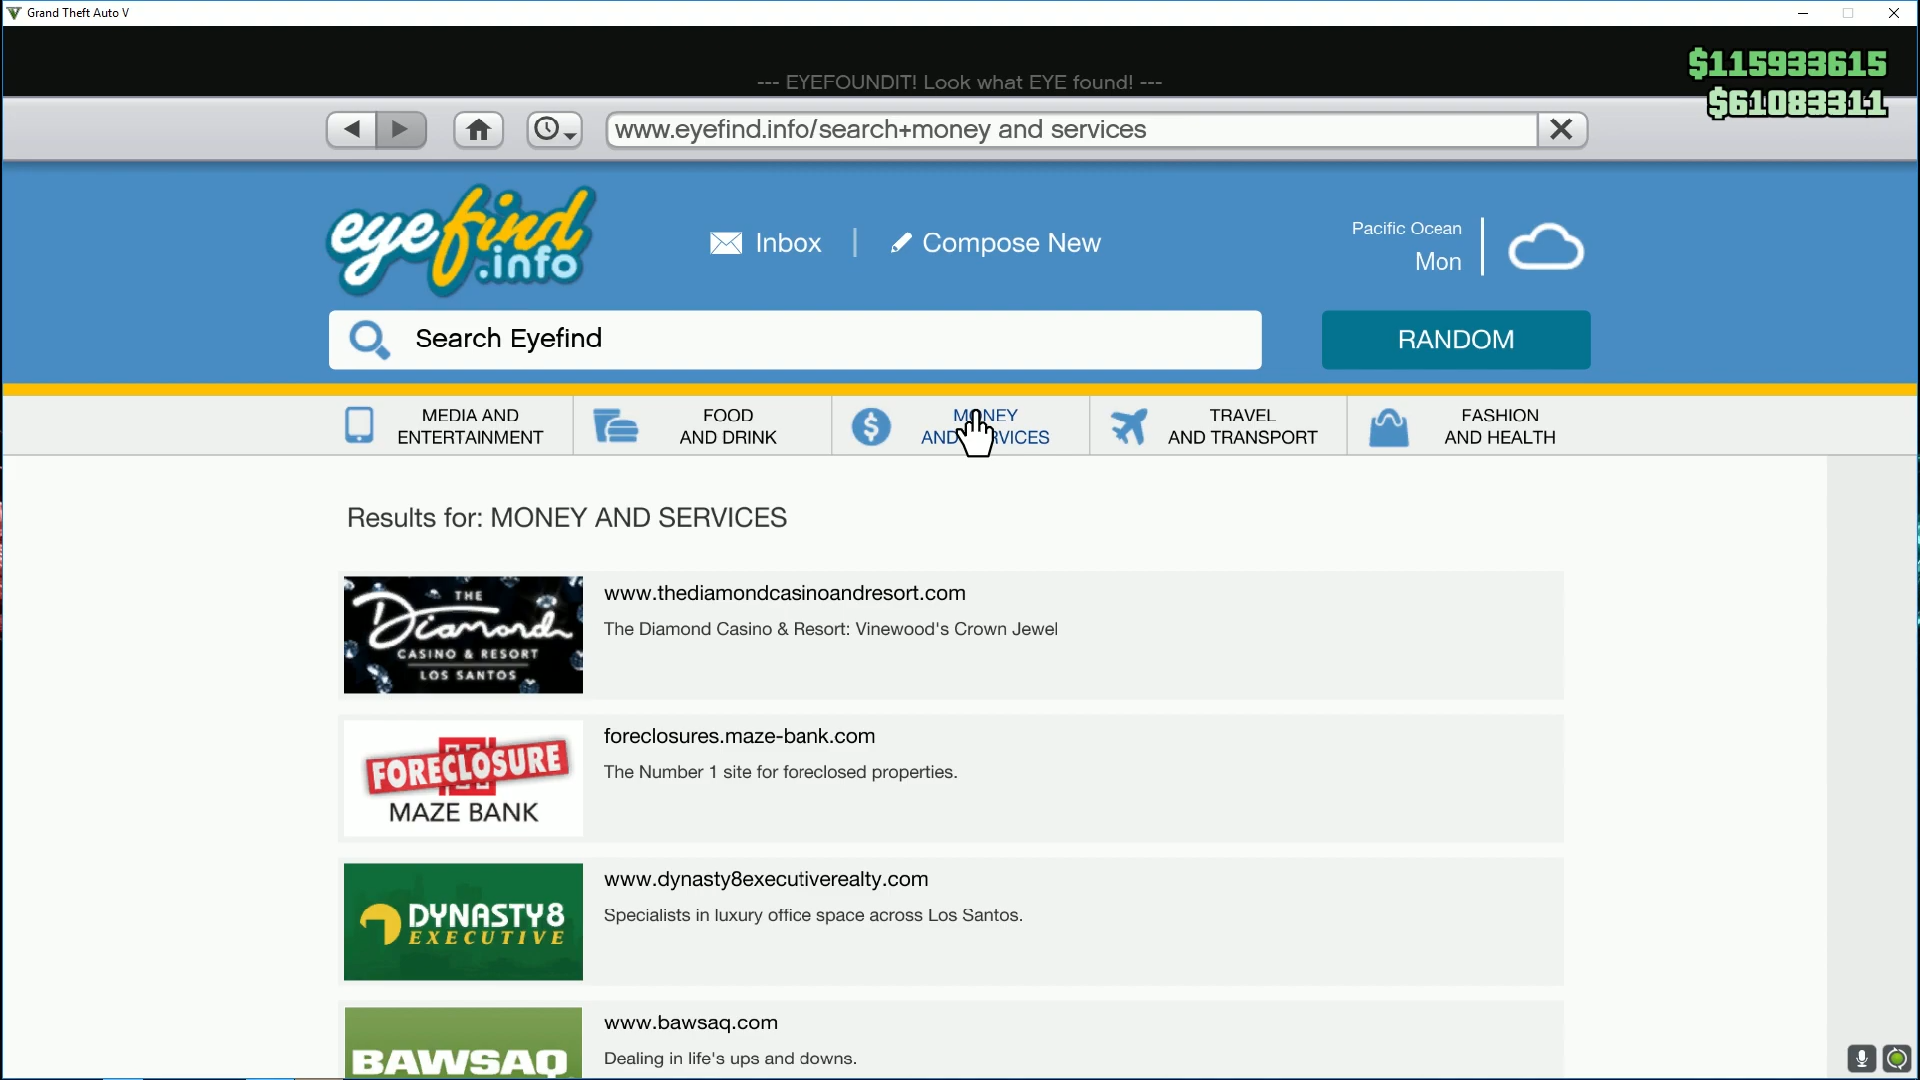 Grand Theft Auto V
$115933615
--- EYEFOUNDIT! Look what EYE found! ---
$61083311
www.eyefind.info/search+money and services
eyefind
.info
Inbox
Compose New
Pacific Ocean
Mon
Search Eyefind
RANDOM
MEDIA AND
ENTERTAINMENT
FOOD
AND DRINK
MONEY
AND SERVICES
TRAVEL
AND TRANSPORT
FASHION
AND HEALTH
Results for: MONEY AND SERVICES
THE
Diamond
CASINO & RESORT
LOS SANTOS
www.thediamondcasinoandresort.com
The Diamond Casino & Resort: Vinewood's Crown Jewel
FORECLOSURE
MAZE BANK
foreclosures.maze-bank.com
The Number 1 site for foreclosed properties.
DYNASTY8
EXECUTIVE
www.dynasty8executiverealty.com
Specialists in luxury office space across Los Santos.
BAWSAQ
www.bawsaq.com
Dealing in life's ups and downs.